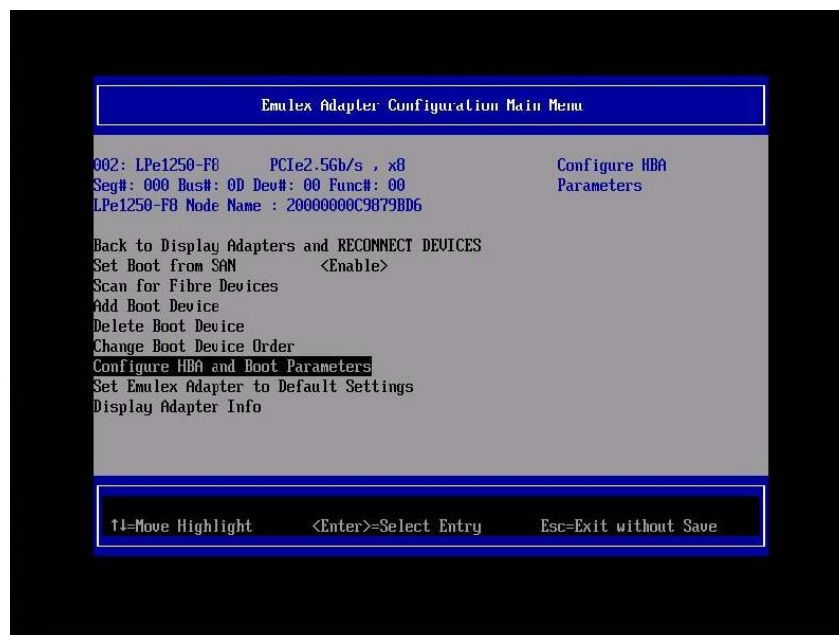 Emulex Adapter Configuration Main Menu
002: LPe1250-F8 PCIe2.5Gb/s , x8 Configure HBA
Seg#: 000 Bus#: 0D Dev#: 00 Func#: 00 Parameters
LPe1250-F8 Node Name : 20000000C9879BD6
Back to Display Adapters and RECONNECT DEVICES
Set Boot from SAN <Enable>
Scan for Fibre Devices
Add Boot Device
Delete Boot Device
Change Boot Device Order
Configure HBA and Boot Parameters
Set Emulex Adapter to Default Settings
Display Adapter Info
↑↓=Move Highlight <Enter>=Select Entry Esc=Exit without Save